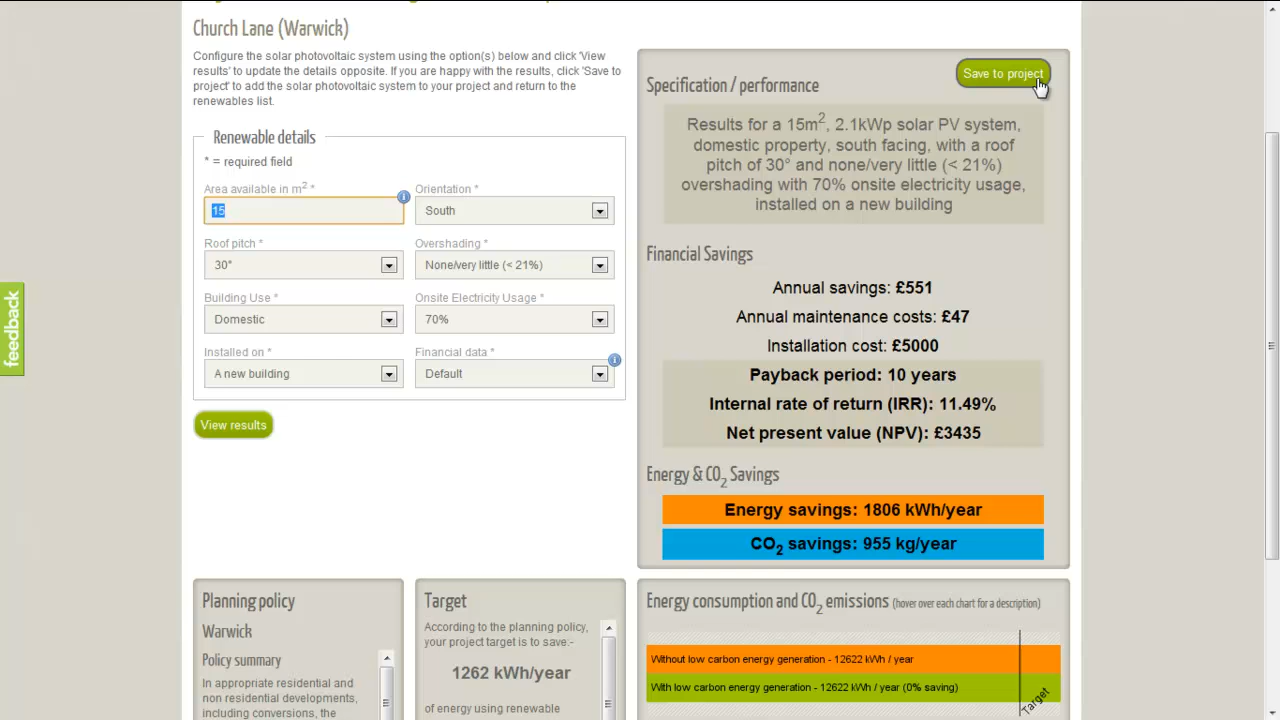 Church Lane (Warwick)
Configure the solar photovoltaic system using the option(s) below and click 'View
results' to update the details opposite. If you are happy with the results, click 'Save to
project' to add the solar photovoltaic system to your project and return to the
renewables list.
Renewable details
* = required field
Area available in m² *
15
Orientation *
South
Roof pitch *
30°
Overshading *
None/very little (< 21%)
Building Use *
Domestic
Onsite Electricity Usage *
70%
Installed on *
A new building
Financial data *
Default
View results
Save to project
Specification / performance
Results for a 15m², 2.1kWp solar PV system,
domestic property, south facing, with a roof
pitch of 30° and none/very little (< 21%)
overshading with 70% onsite electricity usage,
installed on a new building
Financial Savings
Annual savings: £551
Annual maintenance costs: £47
Installation cost: £5000
Payback period: 10 years
Internal rate of return (IRR): 11.49%
Net present value (NPV): £3435
Energy & CO₂ Savings
Energy savings: 1806 kWh/year
CO₂ savings: 955 kg/year
feedback
Planning policy
Warwick
Policy summary
In appropriate residential and
non residential developments,
including conversions, the
Target
According to the planning policy,
your project target is to save:-
1262 kWh/year
of energy using renewable
Energy consumption and CO₂ emissions (hover over each chart for a description)
Without low carbon energy generation - 12622 kWh / year
With low carbon energy generation - 12622 kWh / year (0% saving)
Target